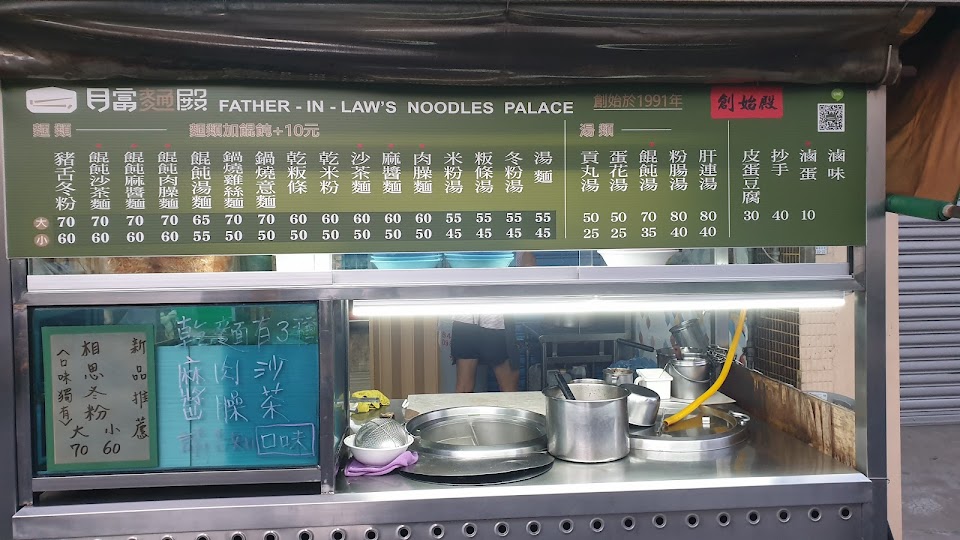 月富麵殿 FATHER - IN - LAW'S NOODLES PALACE 創始於1991年 創始殿
麵類 麵類加餛飩+10元
大 小
豬舌冬粉 70 60
餛飩沙茶麵 70 60
餛飩麻醬麵 70 60
餛飩肉臊麵 70 60
餛飩湯麵 65 55
鍋燒雞絲麵 70 50
鍋燒意麵 70 50
乾粄條 60 50
乾米粉 60 50
沙茶麵 60 50
麻醬麵 60 50
肉臊麵 60 50
米粉湯 55 45
粄條湯 55 45
冬粉湯 55 45
湯麵 55 45
湯類
貢丸湯 50 25
蛋花湯 50 25
餛飩湯 70 35
粉腸湯 80 40
肝連湯 80 40
皮蛋豆腐 30
抄手 40
滷蛋 10
滷味
新品推薦
相思冬粉
(口味獨有)
大 小
70 60
乾麵有3種
沙茶
肉臊
麻醬
口味